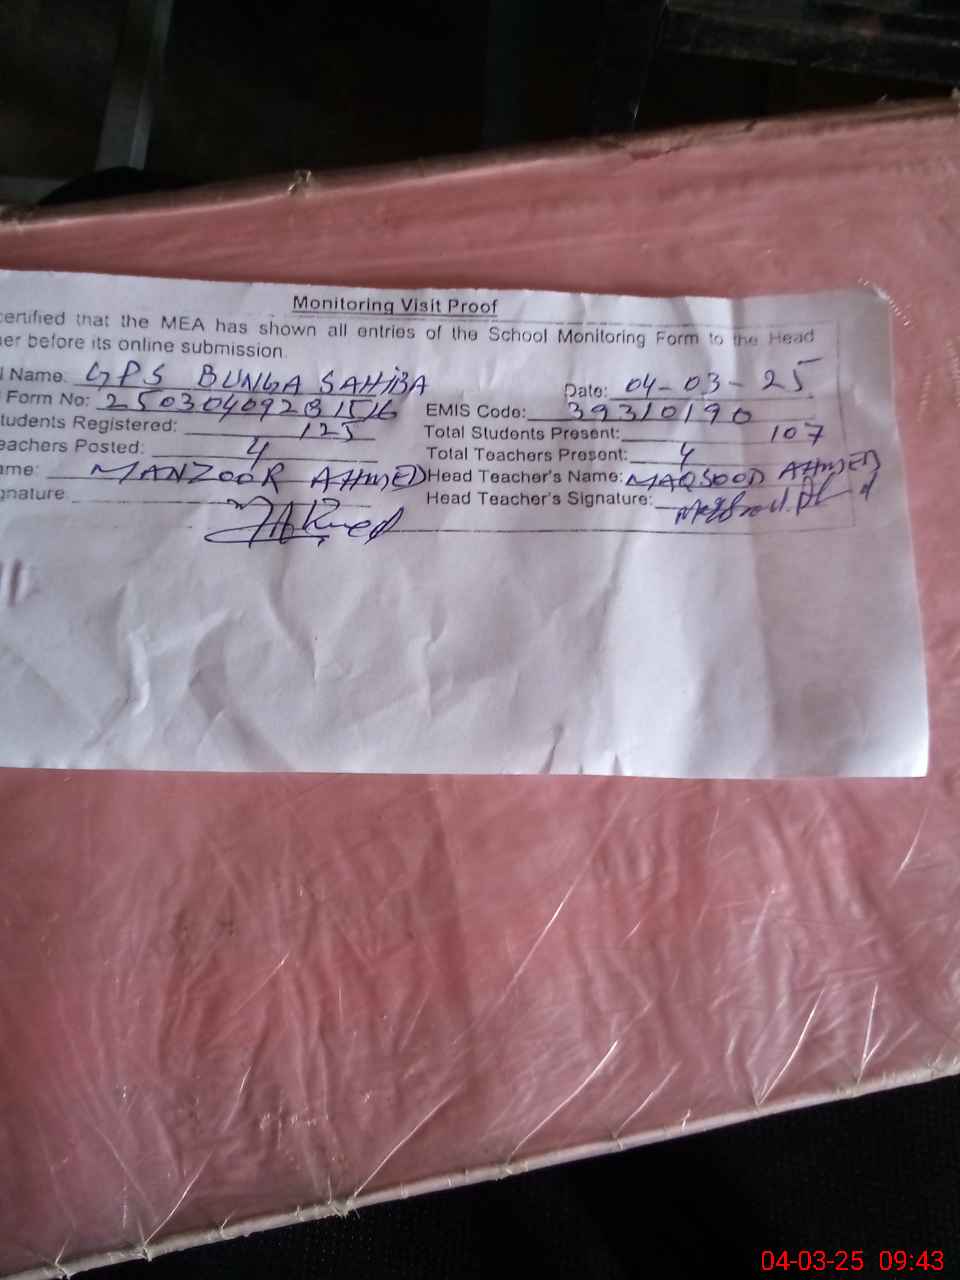 Monitoring Visit Proof
certified that the MEA has shown all entries of the School Monitoring Form to the Head
er before its online submission.
l Name: GPS BUNGA SAHIBA Date: 04-03-25
Form No: 250304092831516 EMIS Code: 39310190
tudents Registered: 125 Total Students Present: 107
eachers Posted: 4 Total Teachers Present: 4
ame: MANZOOR AHMED Head Teacher's Name: MAQSOOD AHMED
gnature Head Teacher's Signature:
04-03-25 09:43